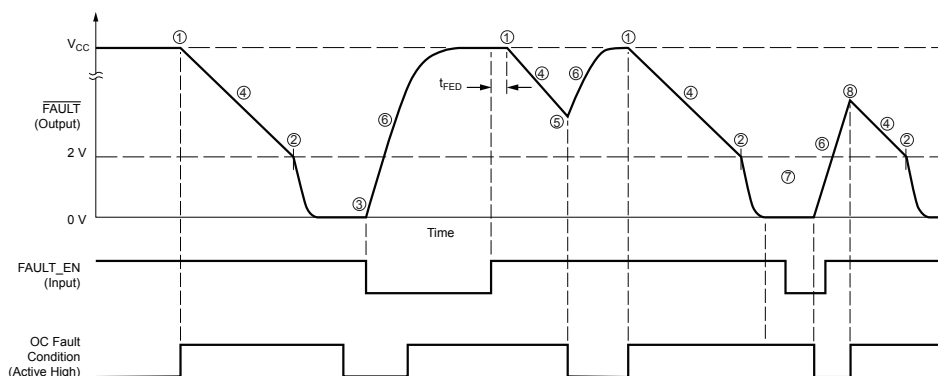 ① ① ①
V_CC
④ ④ ⑥ ④ ⑧
t_FED
FAULT
(Output)
⑥ ⑤ ⑥ ④
② ② ②
2 V
⑦
③
0 V
Time
FAULT_EN
(Input)
OC Fault
Condition
(Active High)